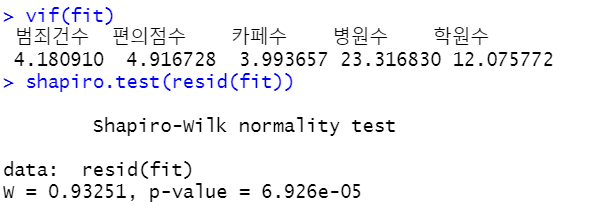 > vif(fit)
범죄건수 편의점수 카페수 병원수 학원수
4.180910 4.916728 3.993657 23.316830 12.075772
> shapiro.test(resid(fit))
Shapiro-Wilk normality test
data: resid(fit)
W = 0.93251, p-value = 6.926e-05